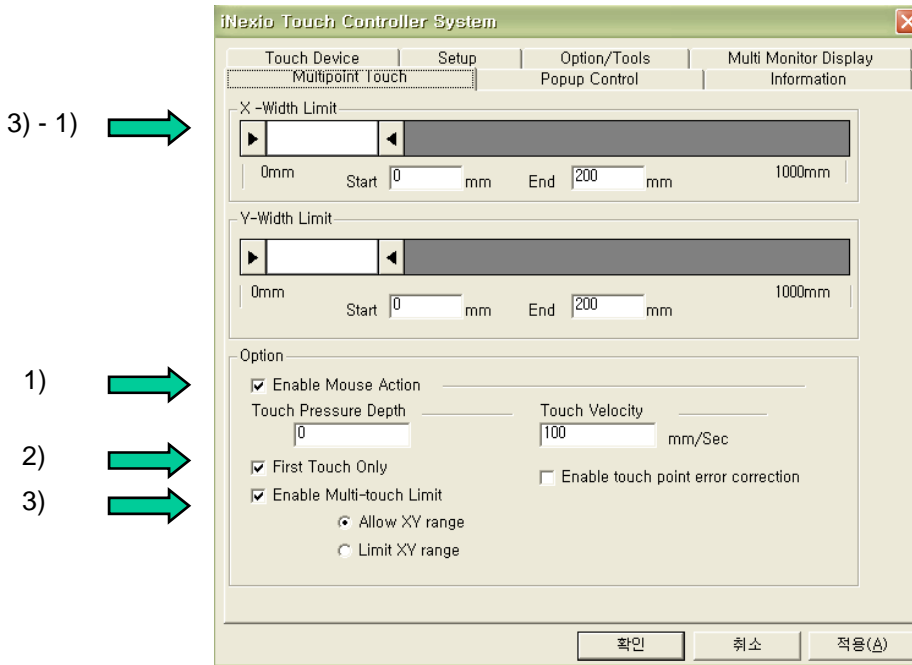 iNexio Touch Controller System
Touch Device Setup Option/Tools Multi Monitor Display
Multipoint Touch Popup Control Information
3) - 1)
X -Width Limit
0mm Start 0 mm End 200 mm 1000mm
Y-Width Limit
0mm Start 0 mm End 200 mm 1000mm
Option
1)
Enable Mouse Action
Touch Pressure Depth Touch Velocity
0 100 mm/Sec
2)
First Touch Only Enable touch point error correction
3)
Enable Multi-touch Limit
Allow XY range
Limit XY range
확인 취소 적용(A)